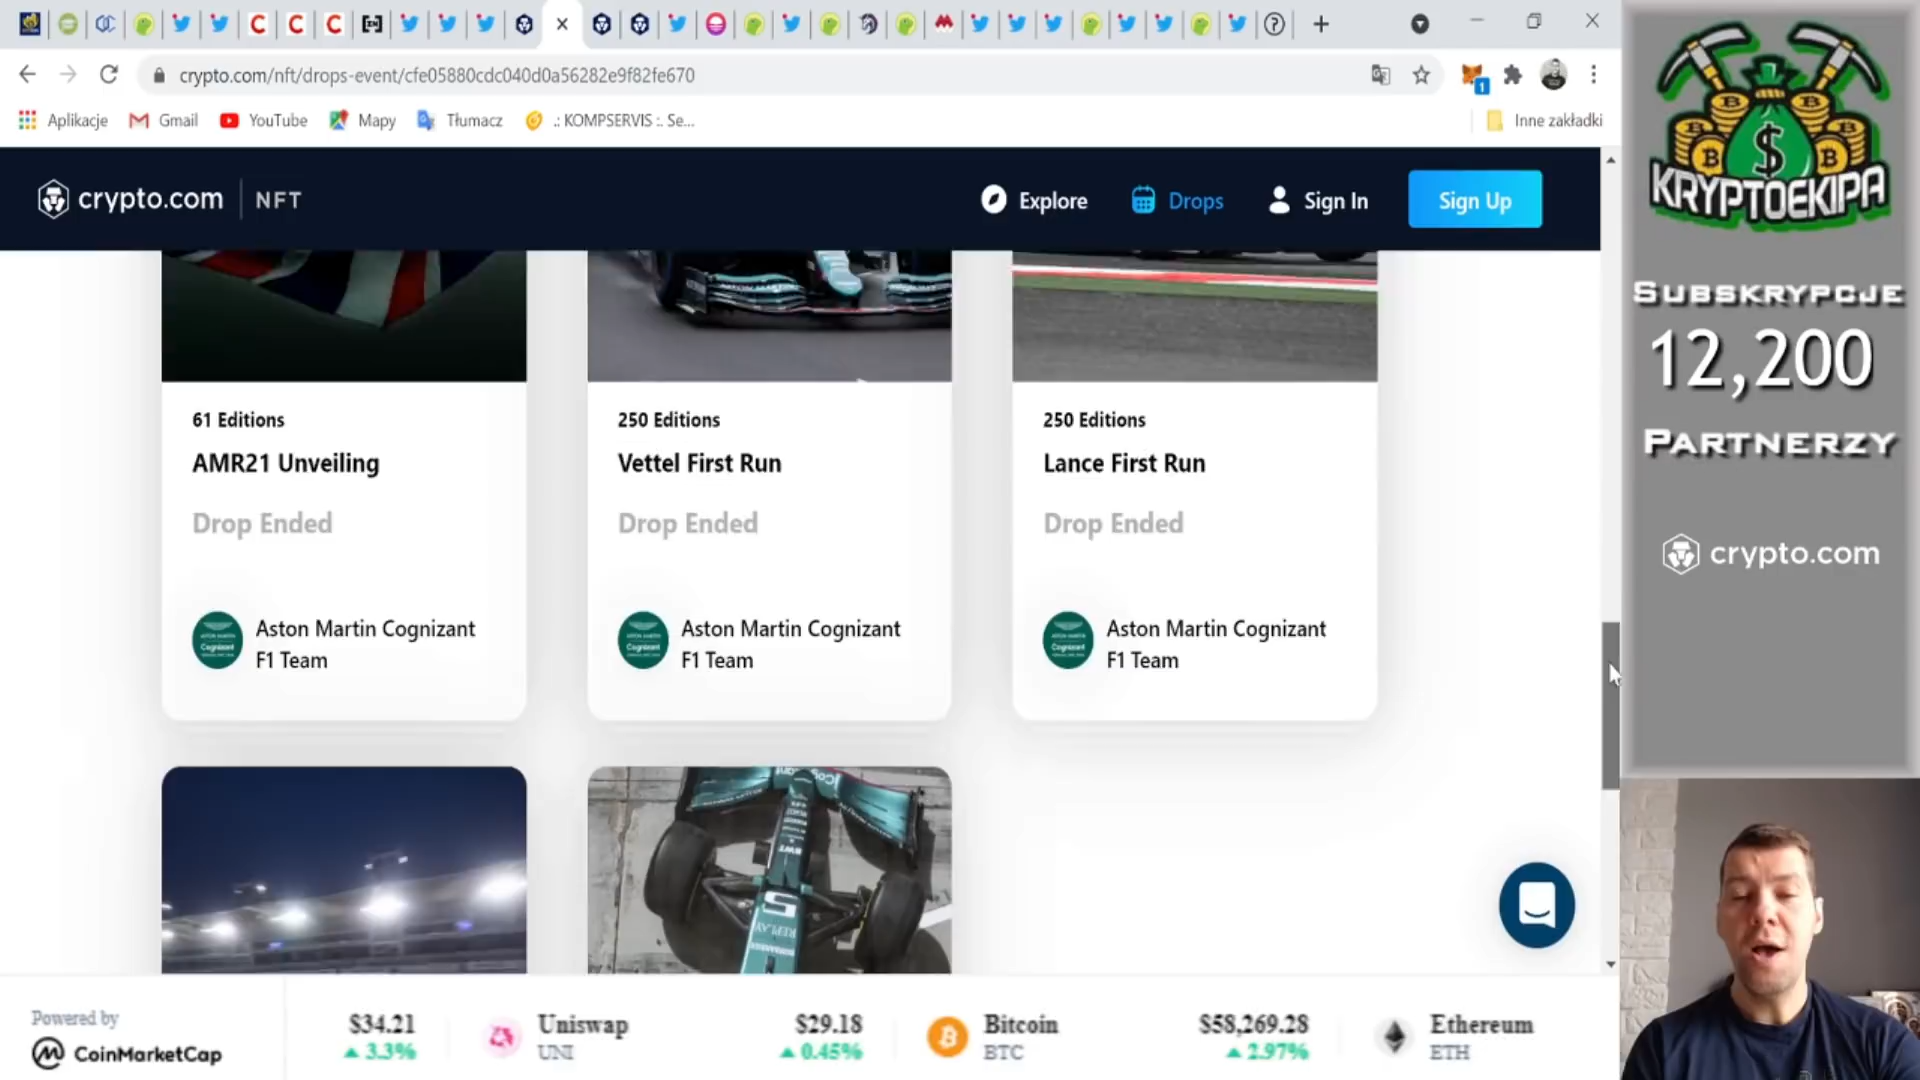 crypto.com/nft/drops-event/cfe05880cdc040d0a56282e9f82fe670
1
Aplikacje
Gmail
YouTube
Mapy
Tłumacz
.: KOMPSERVIS :. Se...
Inne zakładki
crypto.com
NFT
Explore
Drops
Sign In
Sign Up
61 Editions
AMR21 Unveiling
Drop Ended
Aston Martin Cognizant
F1 Team
250 Editions
Vettel First Run
Drop Ended
Aston Martin Cognizant
F1 Team
250 Editions
Lance First Run
Drop Ended
Aston Martin Cognizant
F1 Team
5
KRYPTOEKIPA
SUBSKRYPCJE
12,200
PARTNERZY
crypto.com
Powered by
CoinMarketCap
$34.21
3.3%
Uniswap
UNI
$29.18
0.45%
Bitcoin
BTC
$58,269.28
2.97%
Ethereum
ETH